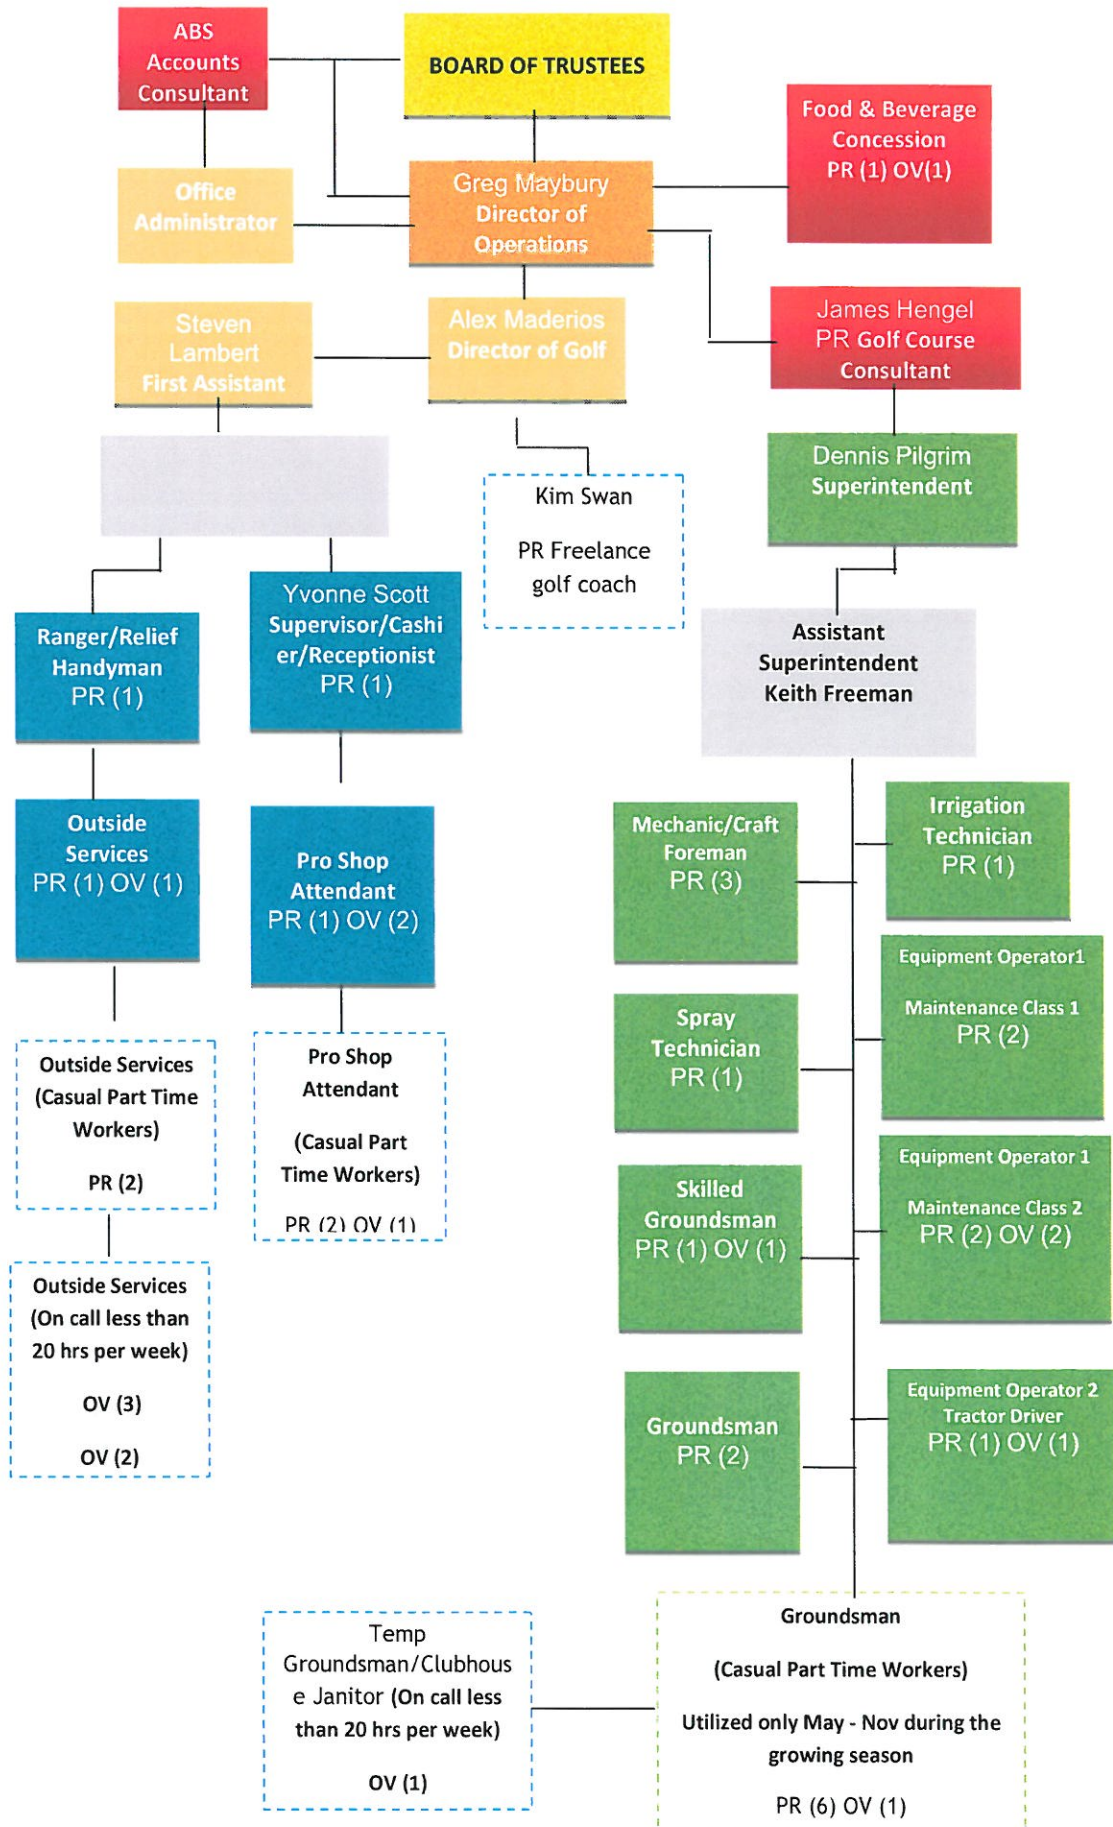 ABS
Accounts
Consultant
BOARD OF TRUSTEES
Food & Beverage
Concession
PR (1) OV(1)
Office
Administrator
Greg Maybury
Director of
Operations
Steven
Lambert
First Assistant
Alex Maderios
Director of Golf
James Hengel
PR Golf Course
Consultant
Kim Swan
PR Freelance
golf coach
Dennis Pilgrim
Superintendent
Ranger/Relief
Handyman
PR (1)
Yvonne Scott
Supervisor/Cashi
er/Receptionist
PR (1)
Assistant
Superintendent
Keith Freeman
Outside
Services
PR (1) OV (1)
Pro Shop
Attendant
PR (1) OV (2)
Mechanic/Craft
Foreman
PR (3)
Irrigation
Technician
PR (1)
Spray
Technician
PR (1)
Equipment Operator1
Maintenance Class 1
PR (2)
Outside Services
(Casual Part Time
Workers)
PR (2)
Pro Shop
Attendant
(Casual Part
Time Workers)
PR (2) OV (1)
Skilled
Groundsman
PR (1) OV (1)
Equipment Operator 1
Maintenance Class 2
PR (2) OV (2)
Outside Services
(On call less than
20 hrs per week)
OV (3)
OV (2)
Groundsman
PR (2)
Equipment Operator 2
Tractor Driver
PR (1) OV (1)
Temp
Groundsman/Clubhous
e Janitor (On call less
than 20 hrs per week)
OV (1)
Groundsman
(Casual Part Time Workers)
Utilized only May - Nov during the
growing season
PR (6) OV (1)